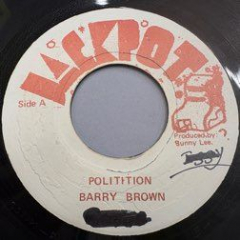 JACKPOT
Side A
Produced.by:
Bunny Lee.
POLITITION
BARRY BROWN